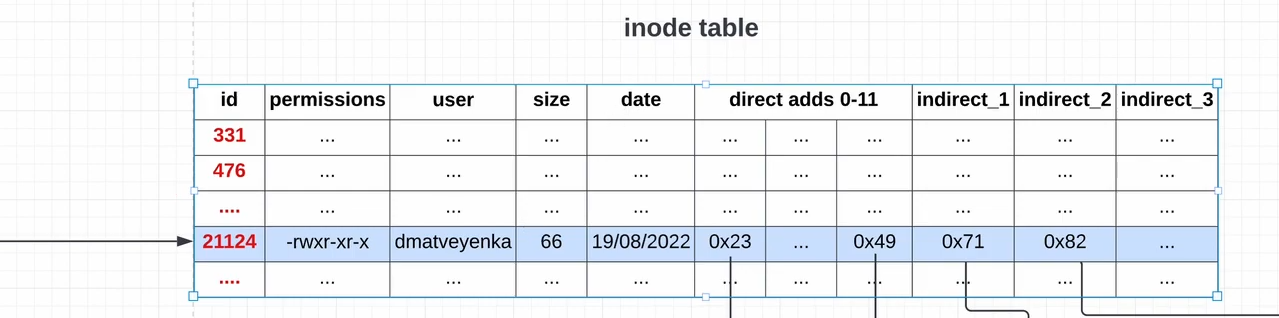 inode table
id permissions user size date direct adds 0-11 indirect_1 indirect_2 indirect_3
331 ... ... ... ... ... ... ... ... ... ...
476 ... ... ... ... ... ... ... ... ... ...
.... ... ... ... ... ... ... ... ... ... ...
21124 -rwxr-xr-x dmatveyenka 66 19/08/2022 0x23 ... 0x49 0x71 0x82 ...
.... ... ... ... ... ... ... ... ... ... ...